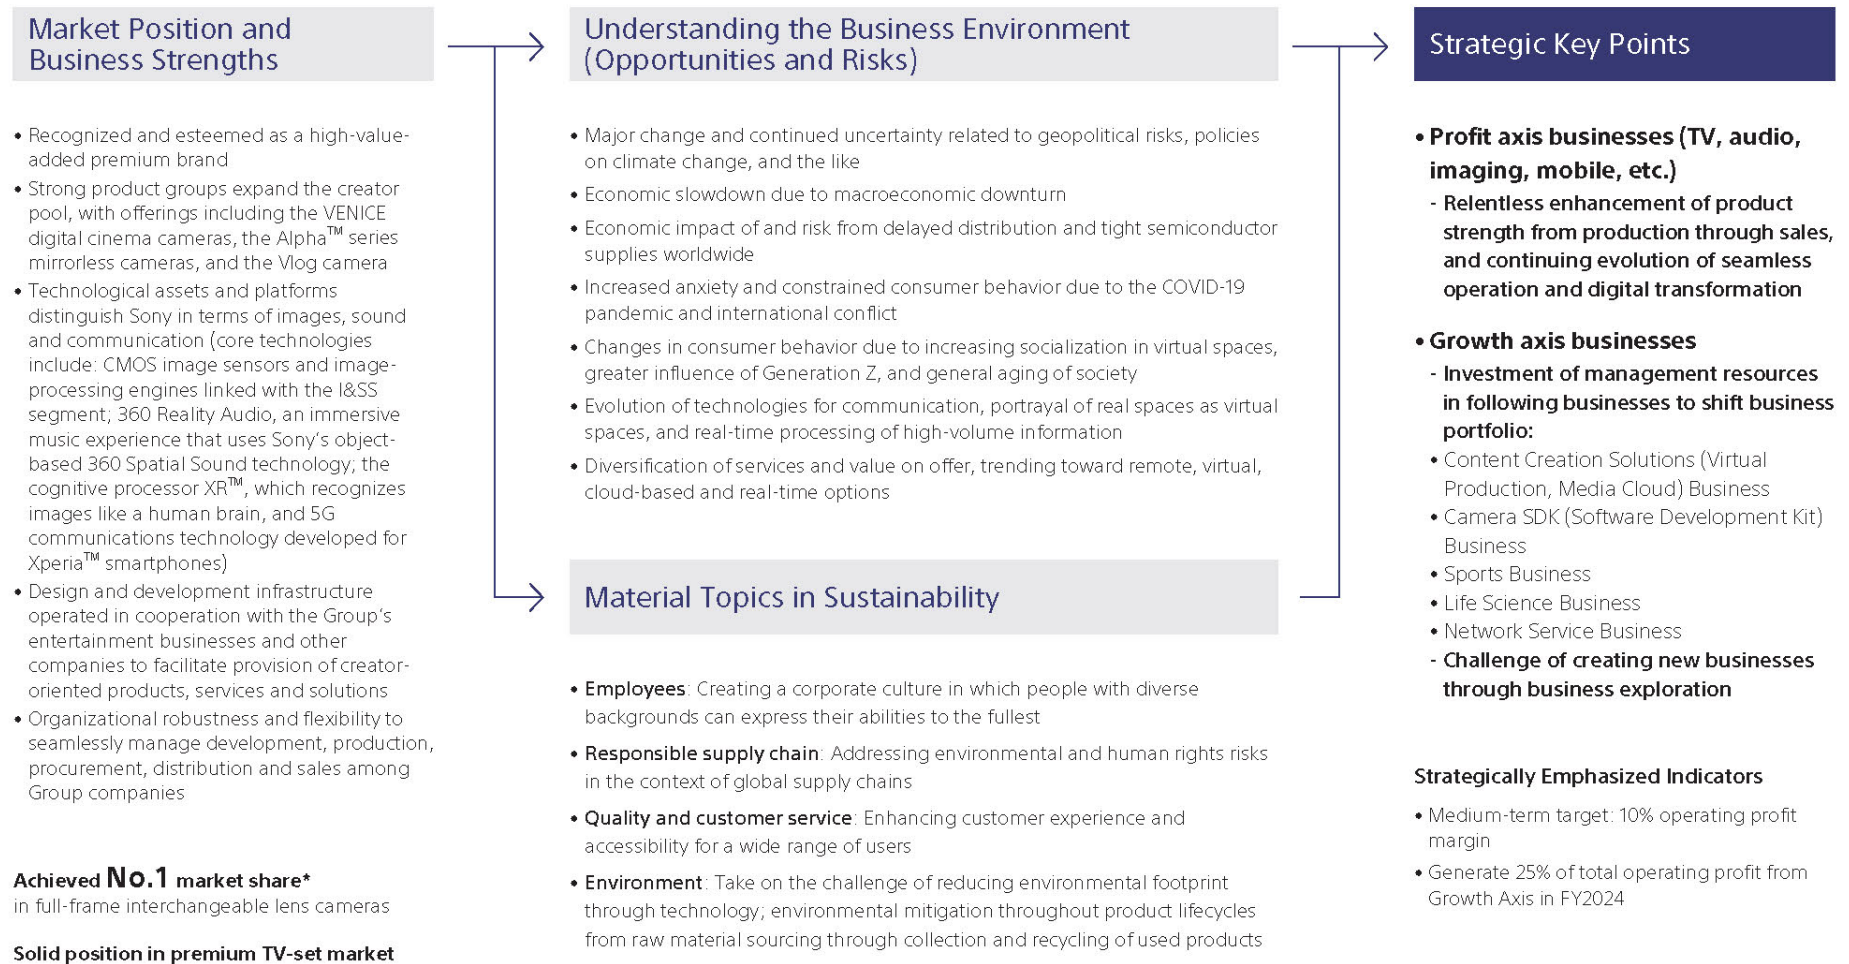 Market Position and
Business Strengths
• Recognized and esteemed as a high-value-
added premium brand
• Strong product groups expand the creator
pool, with offerings including the VENICE
digital cinema cameras, the Alpha™ series
mirrorless cameras, and the Vlog camera
• Technological assets and platforms
distinguish Sony in terms of images, sound
and communication (core technologies
include: CMOS image sensors and image-
processing engines linked with the I&SS
segment; 360 Reality Audio, an immersive
music experience that uses Sony's object-
based 360 Spatial Sound technology; the
cognitive processor XR™, which recognizes
images like a human brain, and 5G
communications technology developed for
Xperia™ smartphones)
• Design and development infrastructure
operated in cooperation with the Group's
entertainment businesses and other
companies to facilitate provision of creator-
oriented products, services and solutions
• Organizational robustness and flexibility to
seamlessly manage development, production,
procurement, distribution and sales among
Group companies
Achieved No.1 market share*
in full-frame interchangeable lens cameras
Solid position in premium TV-set market
Understanding the Business Environment
(Opportunities and Risks)
• Major change and continued uncertainty related to geopolitical risks, policies
on climate change, and the like
• Economic slowdown due to macroeconomic downturn
• Economic impact of and risk from delayed distribution and tight semiconductor
supplies worldwide
• Increased anxiety and constrained consumer behavior due to the COVID-19
pandemic and international conflict
• Changes in consumer behavior due to increasing socialization in virtual spaces,
greater influence of Generation Z, and general aging of society
• Evolution of technologies for communication, portrayal of real spaces as virtual
spaces, and real-time processing of high-volume information
• Diversification of services and value on offer, trending toward remote, virtual,
cloud-based and real-time options
Material Topics in Sustainability
• Employees: Creating a corporate culture in which people with diverse
backgrounds can express their abilities to the fullest
• Responsible supply chain: Addressing environmental and human rights risks
in the context of global supply chains
• Quality and customer service: Enhancing customer experience and
accessibility for a wide range of users
• Environment: Take on the challenge of reducing environmental footprint
through technology; environmental mitigation throughout product lifecycles
from raw material sourcing through collection and recycling of used products
Strategic Key Points
• Profit axis businesses (TV, audio,
imaging, mobile, etc.)
- Relentless enhancement of product
strength from production through sales,
and continuing evolution of seamless
operation and digital transformation
• Growth axis businesses
- Investment of management resources
in following businesses to shift business
portfolio:
• Content Creation Solutions (Virtual
Production, Media Cloud) Business
• Camera SDK (Software Development Kit)
Business
• Sports Business
• Life Science Business
• Network Service Business
- Challenge of creating new businesses
through business exploration
Strategically Emphasized Indicators
• Medium-term target: 10% operating profit
margin
• Generate 25% of total operating profit from
Growth Axis in FY2024